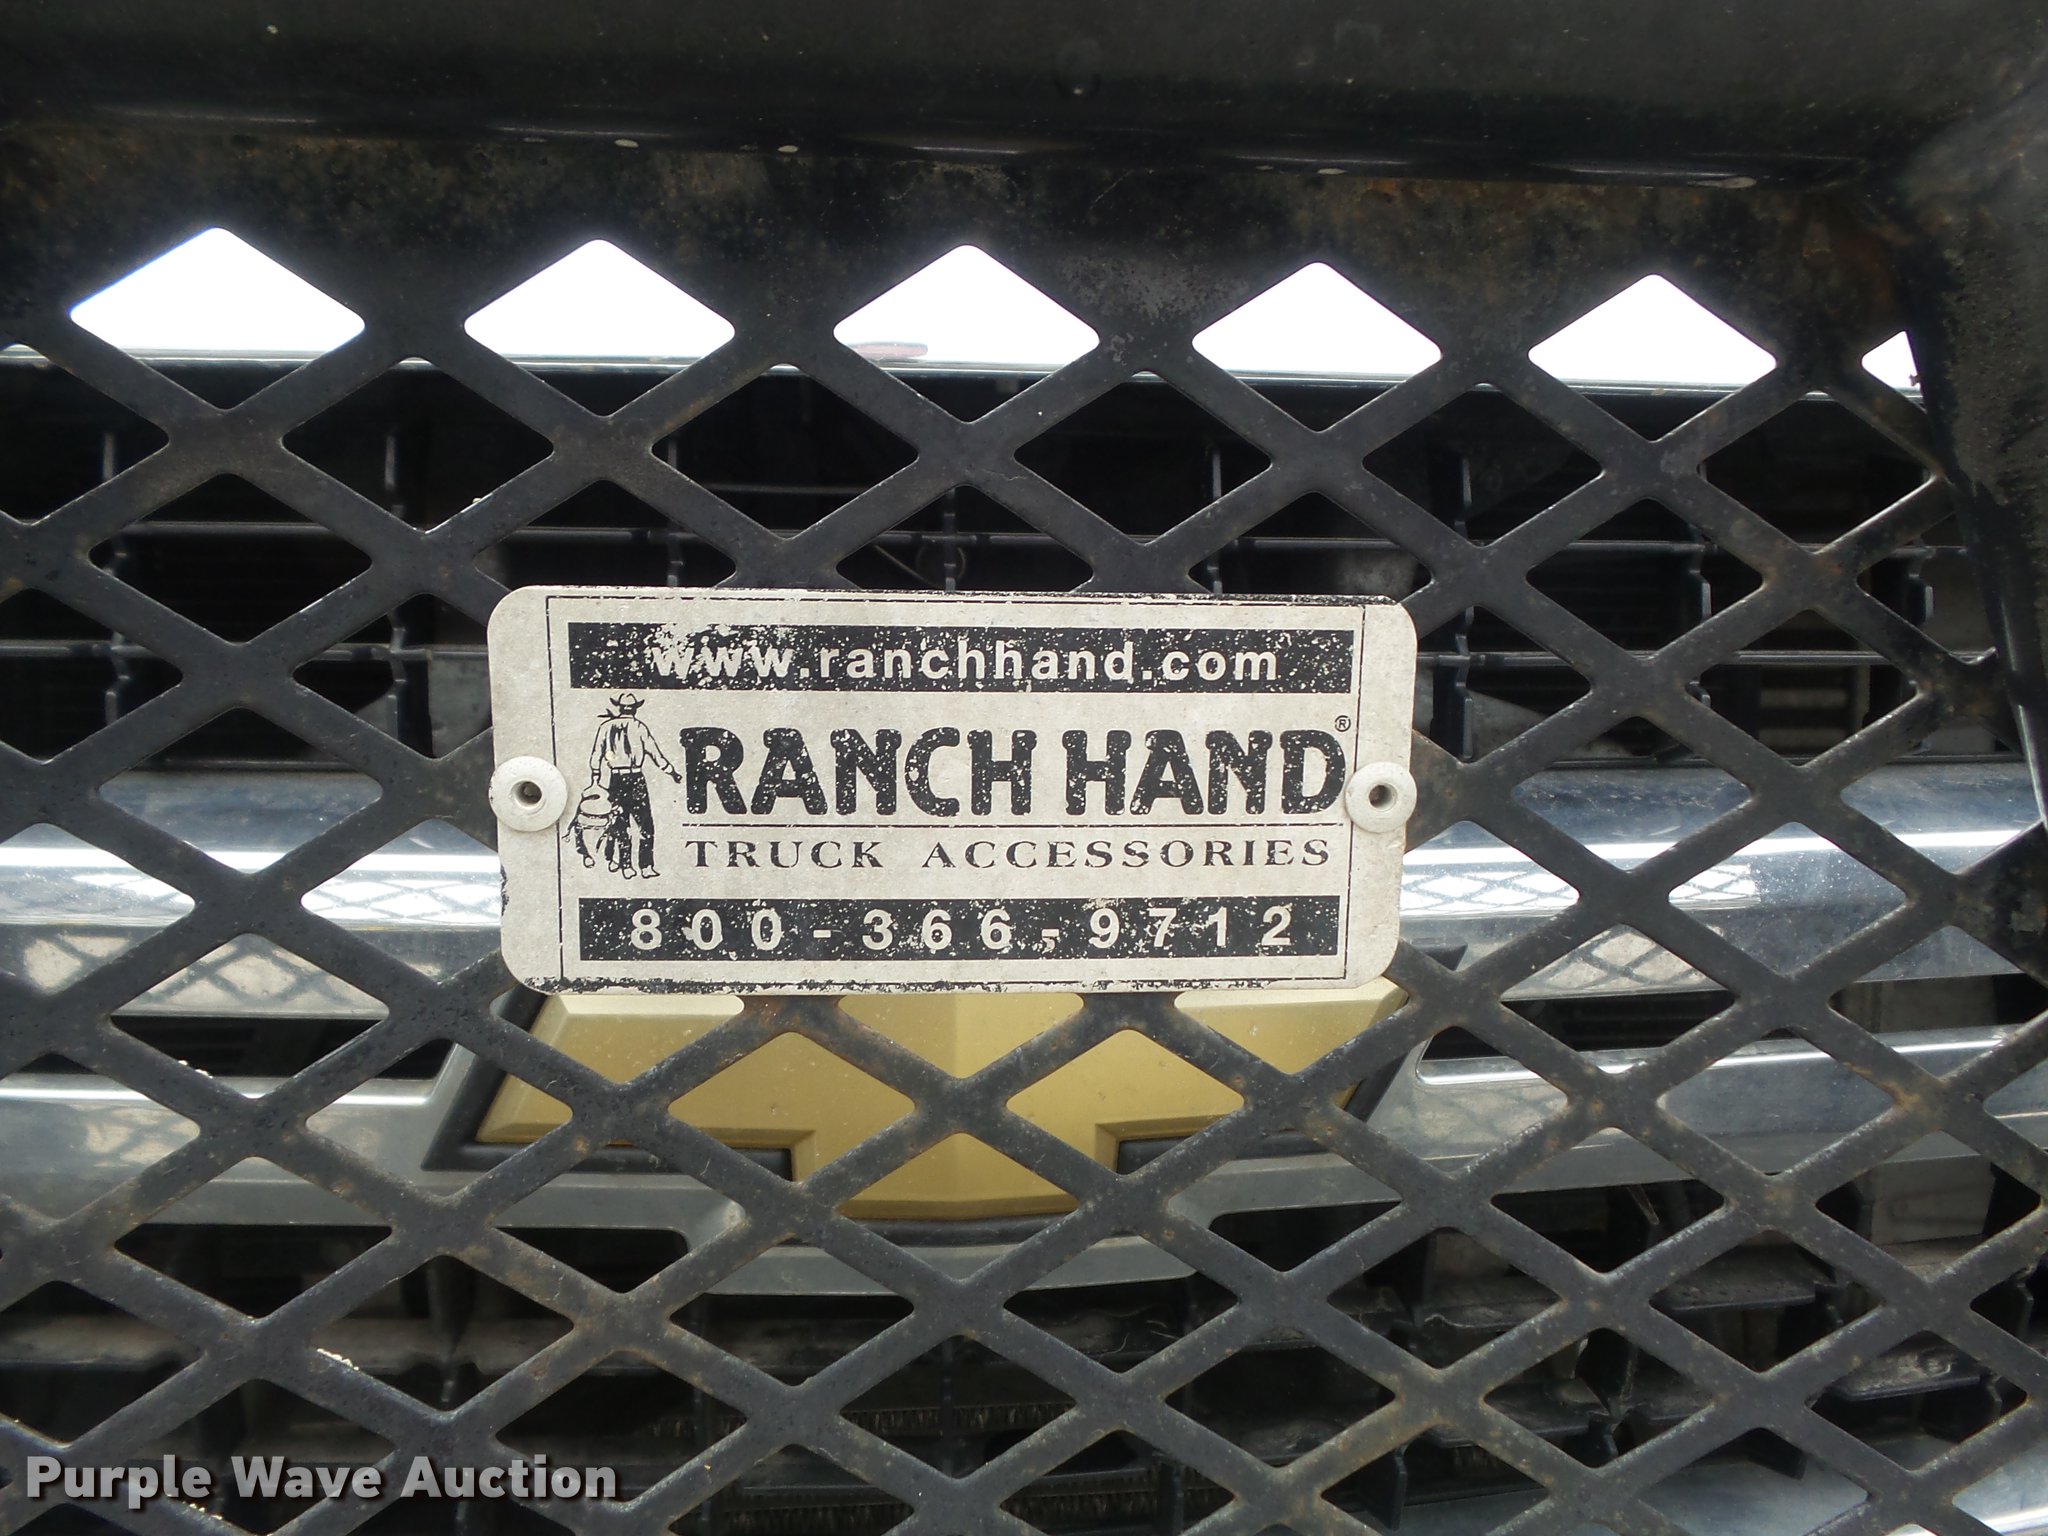 www.ranchhand.com
RANCH HAND®
TRUCK ACCESSORIES
800-366-9712
Purple Wave Auction